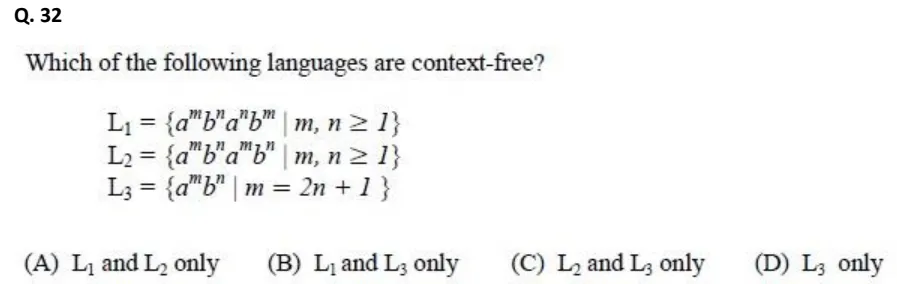 Q. 32
Which of the following languages are context-free?
L₁ = {aᵐbⁿaⁿbᵐ | m, n ≥ 1}
L₂ = {aᵐbⁿaᵐbⁿ | m, n ≥ 1}
L₃ = {aᵐbⁿ | m = 2n + 1 }
(A) L₁ and L₂ only (B) L₁ and L₃ only (C) L₂ and L₃ only (D) L₃ only